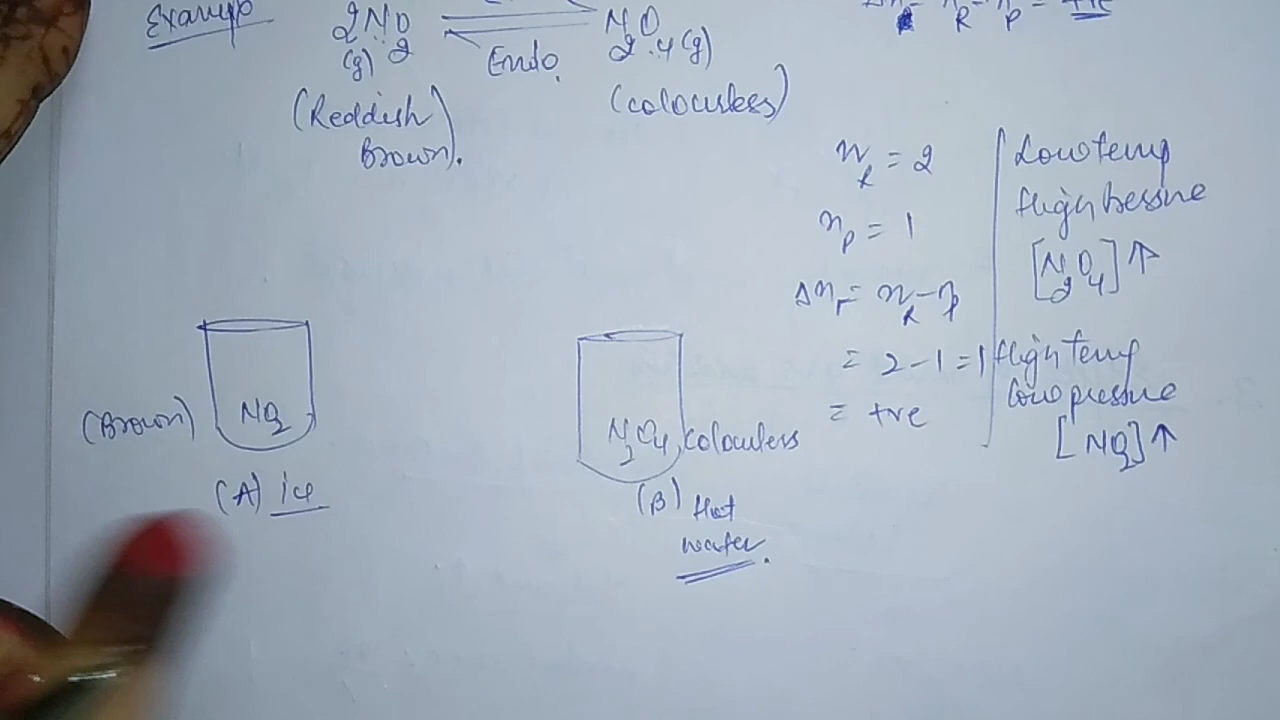 Example
2NO2 (g) ⇌ N2O4 (g)
Endo.
(Reddish Brown).
(colourless)
nR = 2
nP = 1
Δnr = nR - nP
= 2 - 1 = 1
= +ve
Low temp
High Pressure
[N2O4] ↑
High Temp
low pressure
[NO2] ↑
(Brown)
NO2
(A) ice
N2O4 colourless
(B) Hot
water.